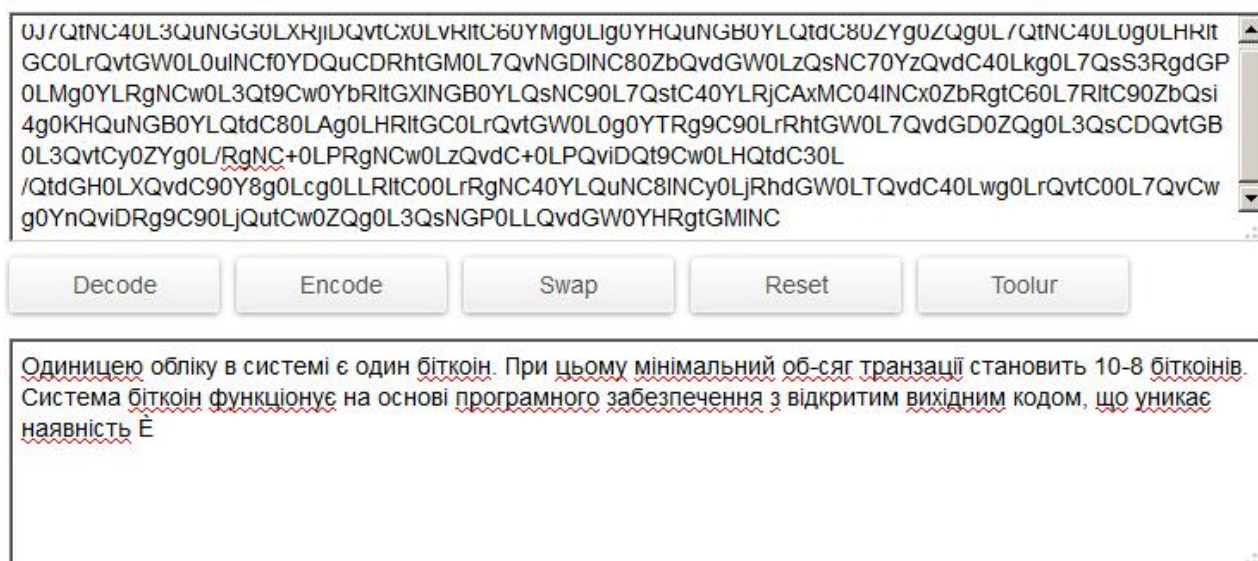 0J7QtNC40L3QuNGG0LXRjiDQvtCx0LvRltC60YMg0LIg0YHQuNGB0YLQtdC80ZYg0ZQg0L7QtNC40L0g0LHRlt
GC0LrQvtGW0L0uINCf0YDQuCDRhtGM0L7QvNGDINC80ZbQvdGW0LzQsNC70YzQvdC40Lkg0L7QsS3RgdGP
0LMg0YLRgNCw0L3Qt9Cw0YbRltGXINGB0YLQsNC90L7QstC40YLRjCAxMC04INCx0ZbRgtC60L7RltC90ZbQsi
4g0KHQuNGB0YLQtdC80LAg0LHRltGC0LrQvtGW0L0g0YTRg9C90LrRhtGW0L7QvdGD0ZQg0L3QsCDQvtGB
0L3QvtCy0ZYg0L/RgNC+0LPRgNCw0LzQvdC+0LPQviDQt9Cw0LHQtdC30L
/QtdGH0LXQvdC90Y8g0Lcg0LLRltC00LrRgNC40YLQuNC8INCy0LjRhdGW0LTQvdC40Lwg0LrQvtC00L7QvCw
g0YnQviDRg9C90LjQutCw0ZQg0L3QsNGP0LLQvdGW0YHRgtGMINC
Decode Encode Swap Reset Toolur
Одиницею обліку в системі є один біткоін. При цьому мінімальний об-сяг транзації становить 10-8 біткоінів.
Система біткоін функціонує на основі програмного забезпечення з відкритим вихідним кодом, що уникає
наявність È